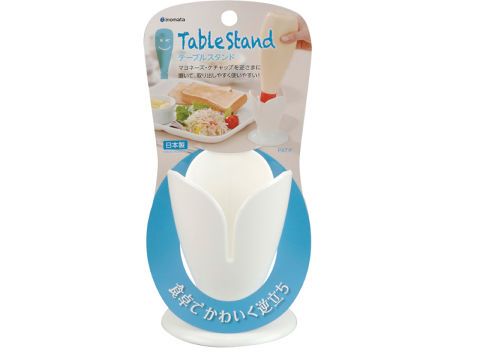 inomata
TableStand
テーブルスタンド
マヨネーズ・ケチャップを逆さまに
置いて、取り出しやすく使いやすい!
日本製
食卓で かわいく逆立ち